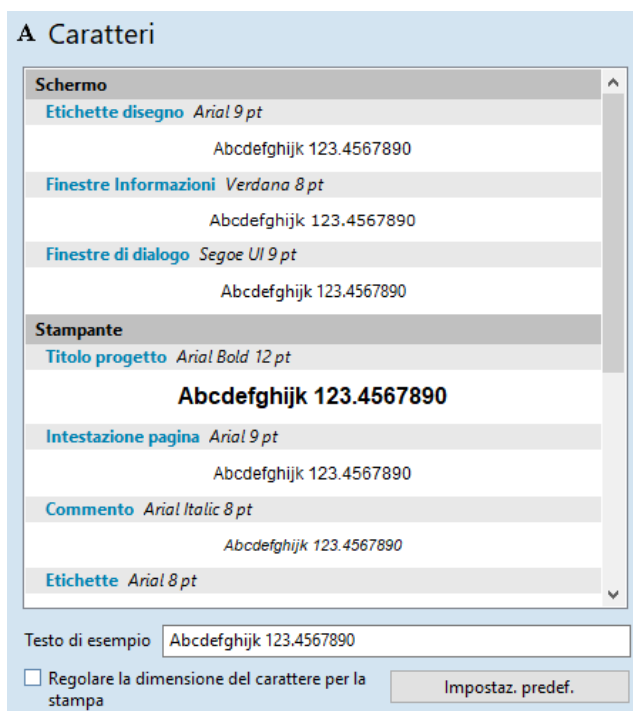 A Caratteri
Schermo
Etichette disegno Arial 9 pt
Abcdefghijk 123.4567890
Finestre Informazioni Verdana 8 pt
Abcdefghijk 123.4567890
Finestre di dialogo Segoe UI 9 pt
Abcdefghijk 123.4567890
Stampante
Titolo progetto Arial Bold 12 pt
Abcdefghijk 123.4567890
Intestazione pagina Arial 9 pt
Abcdefghijk 123.4567890
Commento Arial Italic 8 pt
Abcdefghijk 123.4567890
Etichette Arial 8 pt
Testo di esempio Abcdefghijk 123.4567890
Regolare la dimensione del carattere per la
stampa
Impostaz. predef.